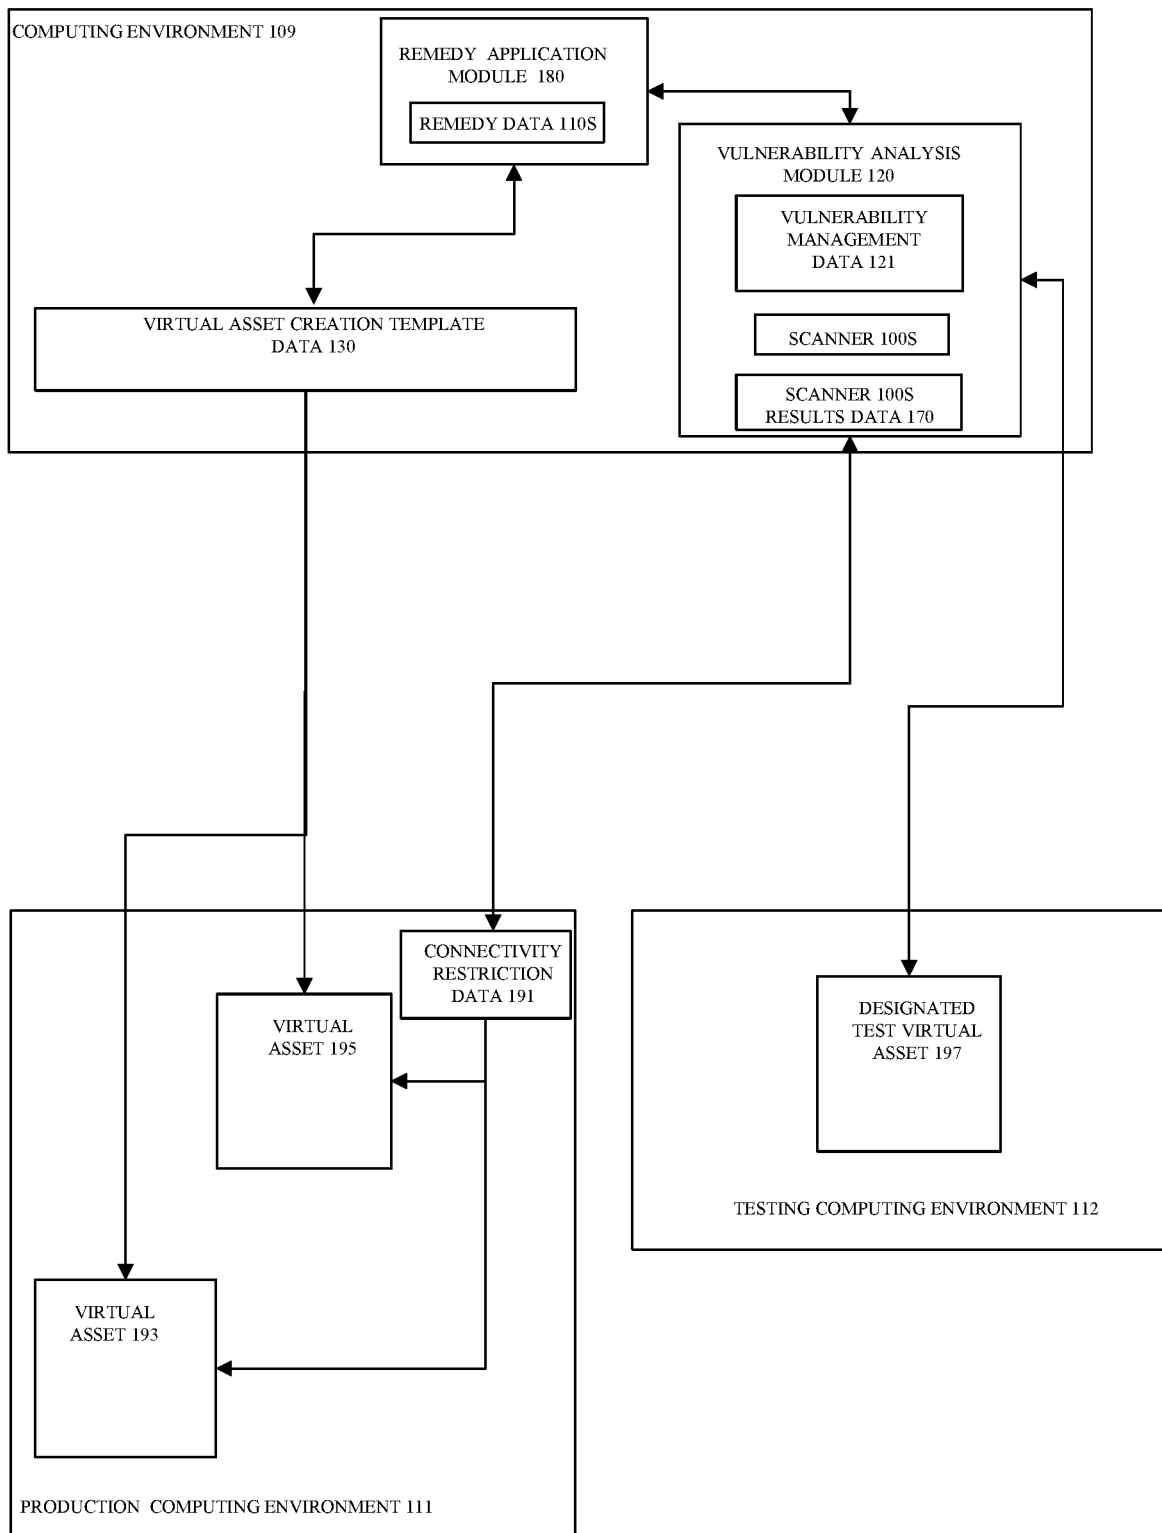 COMPUTING ENVIRONMENT 109
REMEDY APPLICATION
MODULE 180
REMEDY DATA 110S
VULNERABILITY ANALYSIS
MODULE 120
VULNERABILITY
MANAGEMENT
DATA 121
SCANNER 100S
SCANNER 100S
RESULTS DATA 170
VIRTUAL ASSET CREATION TEMPLATE
DATA 130
CONNECTIVITY
RESTRICTION
DATA 191
VIRTUAL
ASSET 195
VIRTUAL
ASSET 193
PRODUCTION COMPUTING ENVIRONMENT 111
DESIGNATED
TEST VIRTUAL
ASSET 197
TESTING COMPUTING ENVIRONMENT 112